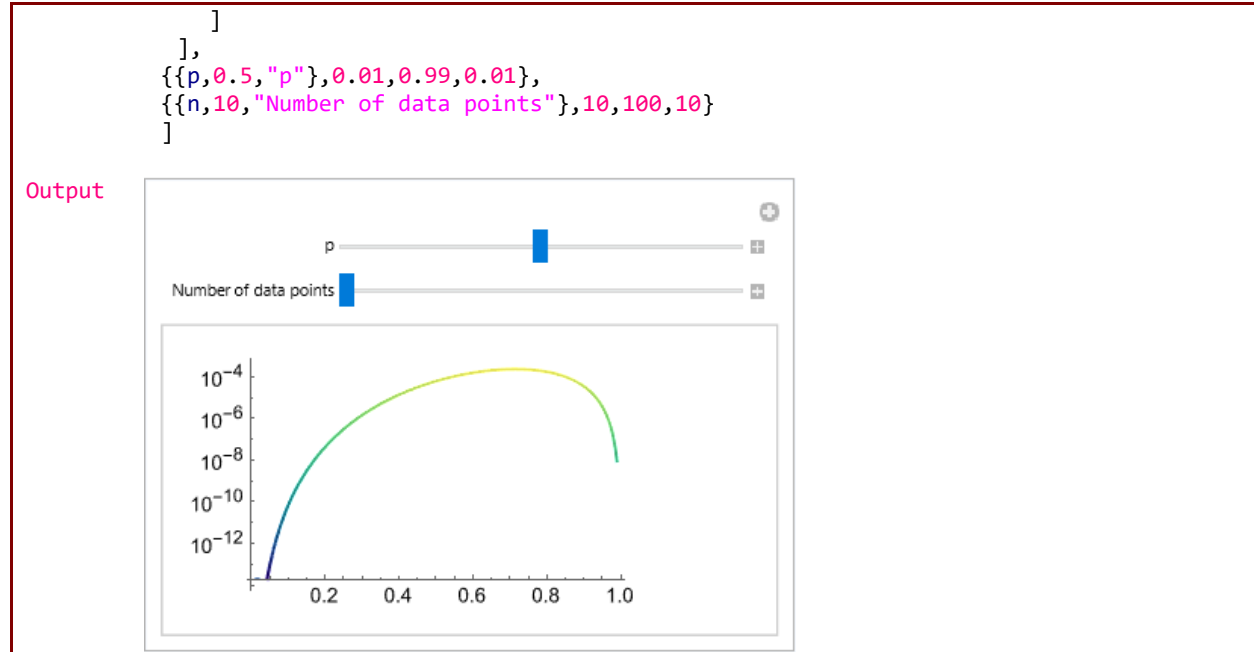 ]
],
{{p,0.5,"p"},0.01,0.99,0.01},
{{n,10,"Number of data points"},10,100,10}
]
Output
p
Number of data points
10−4
10−6
10−8
10−10
10−12
0.2 0.4 0.6 0.8 1.0